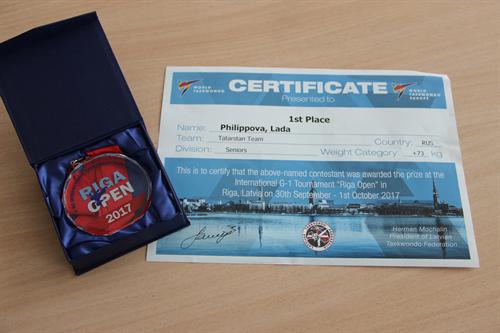 RIGA
OPEN
2017
WORLD
TAEKWONDO
CERTIFICATE
Presented to
WORLD
TAEKWONDO
EUROPE
1st Place
Name: Philippova, Lada
Team: Tatarstan Team Country: RUS
Division: Seniors Weight Category: +73 kg
This is to certify that the above-named contestant was awarded the prize at the
International G-1 Tournament "Riga Open" in
Riga, Latvia on 30th September - 1st October 2017
Herman Mochalin
President of Latvian
Taekwondo Federation